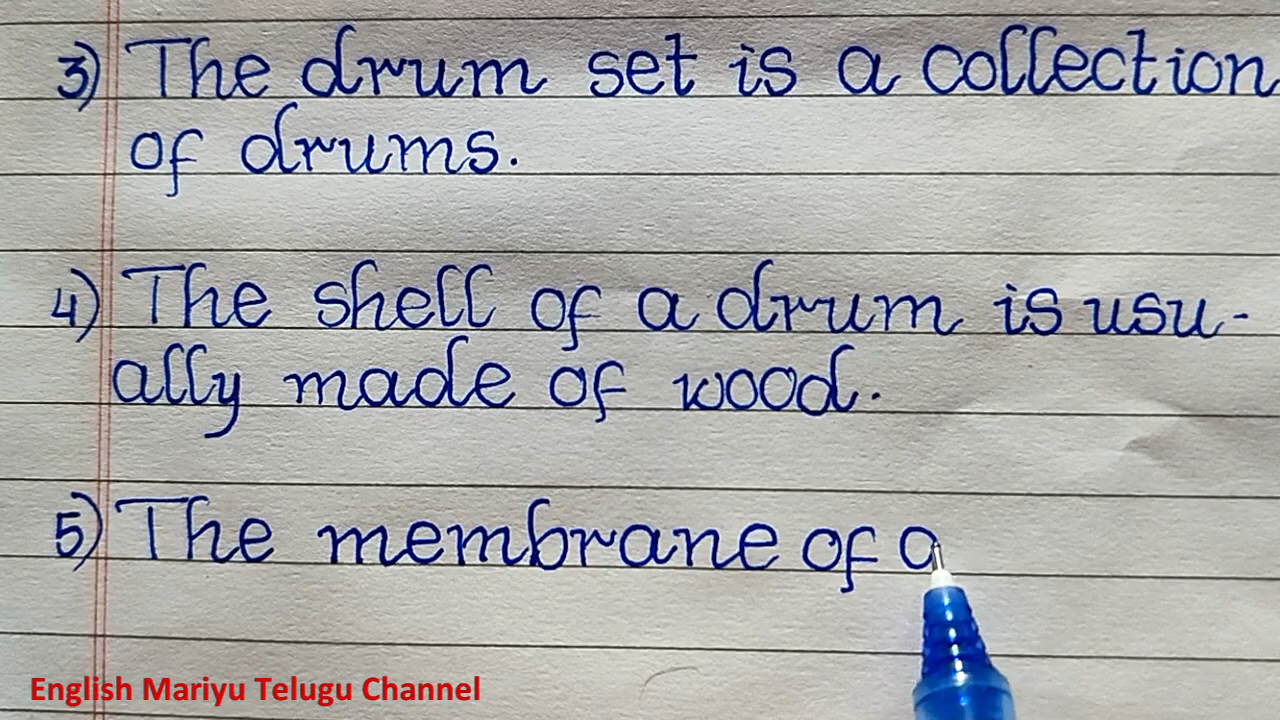 3) The drum set is a collection
of drums.
4) The shell of a drum is usu-
ally made of wood.
5) The membrane of a
English Mariyu Telugu Channel